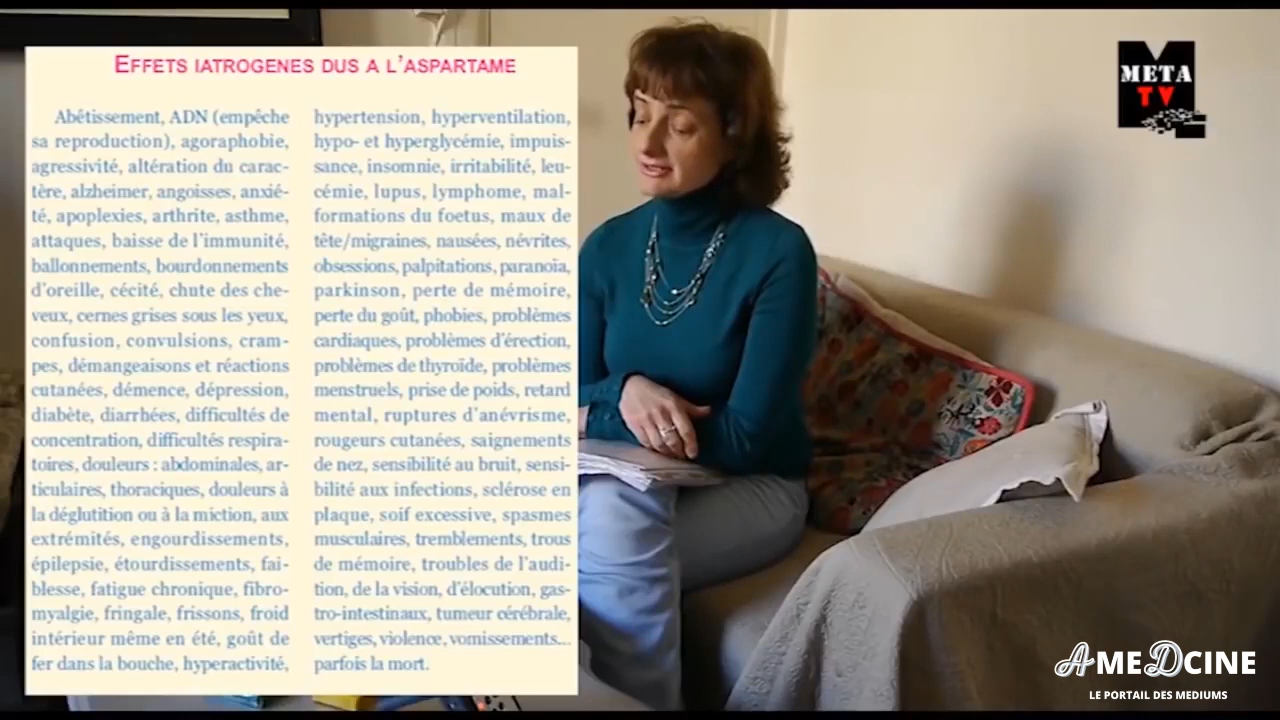 EFFETS IATROGENES DUS A L'ASPARTAME
Abêtissement, ADN (empêche
sa reproduction), agoraphobie,
agressivité, altération du carac-
tère, alzheimer, angoisses, anxié-
té, apoplexies, arthrite, asthme,
attaques, baisse de l'immunité,
ballonnements, bourdonnements
d'oreille, cécité, chute des che-
veux, cernes grises sous les yeux,
confusion, convulsions, cram-
pes, démangeaisons et réactions
cutanées, démence, dépression,
diabète, diarrhées, difficultés de
concentration, difficultés respira-
toires, douleurs : abdominales, ar-
ticulaires, thoraciques, douleurs à
la déglutition ou à la miction, aux
extrémités, engourdissements,
épilepsie, étourdissements, fai-
blesse, fatigue chronique, fibro-
myalgie, fringale, frissons, froid
intérieur même en été, goût de
fer dans la bouche, hyperactivité,
hypertension, hyperventilation,
hypo- et hyperglycémie, impuis-
sance, insomnie, irritabilité, leu-
cémie, lupus, lymphome, mal-
formations du foetus, maux de
tête/migraines, nausées, névrites,
obsessions, palpitations, paranoïa,
parkinson, perte de mémoire,
perte du goût, phobies, problèmes
cardiaques, problèmes d'érection,
problèmes de thyroïde, problèmes
menstruels, prise de poids, retard
mental, ruptures d'anévrisme,
rougeurs cutanées, saignements
de nez, sensibilité au bruit, sensi-
bilité aux infections, sclérose en
plaque, soif excessive, spasmes
musculaires, tremblements, trous
de mémoire, troubles de l'audi-
tion, de la vision, d'élocution, gas-
tro-intestinaux, tumeur cérébrale,
vertiges, violence, vomissements...
parfois la mort.
META
TV
AMEDCINE
LE PORTAIL DES MEDIUMS